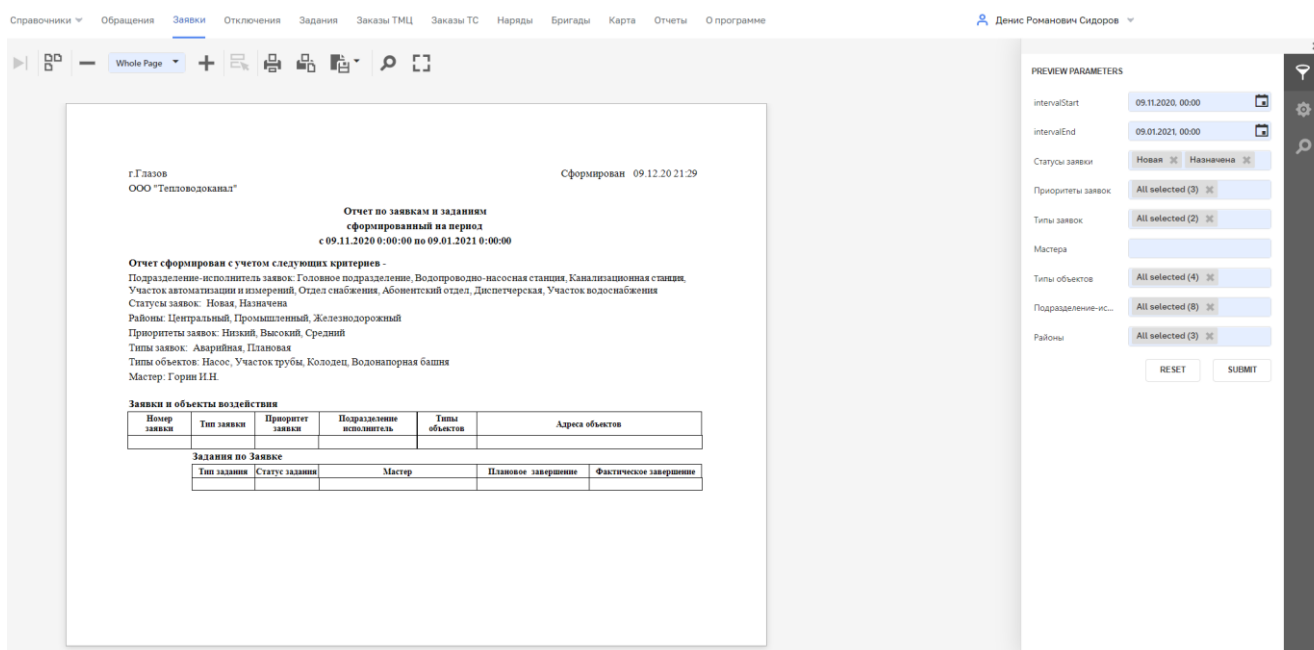 Справочники Обращения Заявки Отключения Задания Заказы ТМЦ Заказы ТС Наряды Бригады Карта Отчеты О программе Денис Романович Сидоров
Whole Page
г.Глазов Сформирован 09.12.20 21:29
ООО "Тепловодоканал"
Отчет по заявкам и заданиям
сформированный на период
с 09.11.2020 0:00:00 по 09.01.2021 0:00:00
Отчет сформирован с учетом следующих критериев -
Подразделение-исполнитель заявок: Головное подразделение, Водопроводно-насосная станция, Канализационная станция,
Участок автоматизации и измерений, Отдел снабжения, Абонентский отдел, Диспетчерская, Участок водоснабжения
Статусы заявок: Новая, Назначена
Районы: Центральный, Промышленный, Железнодорожный
Приоритеты заявок: Низкий, Высокий, Средний
Типы заявок: Аварийная, Плановая
Типы объектов: Насос, Участок трубы, Колодец, Водонапорная башня
Мастер: Горин И.Н.
Заявки и объекты воздействия
Номер заявки Тип заявки Приоритет заявки Подразделение исполнитель Типы объектов Адреса объектов
Задания по Заявке
Тип задания Статус задания Мастер Плановое завершение Фактическое завершение
PREVIEW PARAMETERS
intervalStart 09.11.2020, 00:00
intervalEnd 09.01.2021, 00:00
Статусы заявки Новая Назначена
Приоритеты заявок All selected (3)
Типы заявок All selected (2)
Мастера
Типы объектов All selected (4)
Подразделение-ис... All selected (8)
Районы All selected (3)
RESET SUBMIT